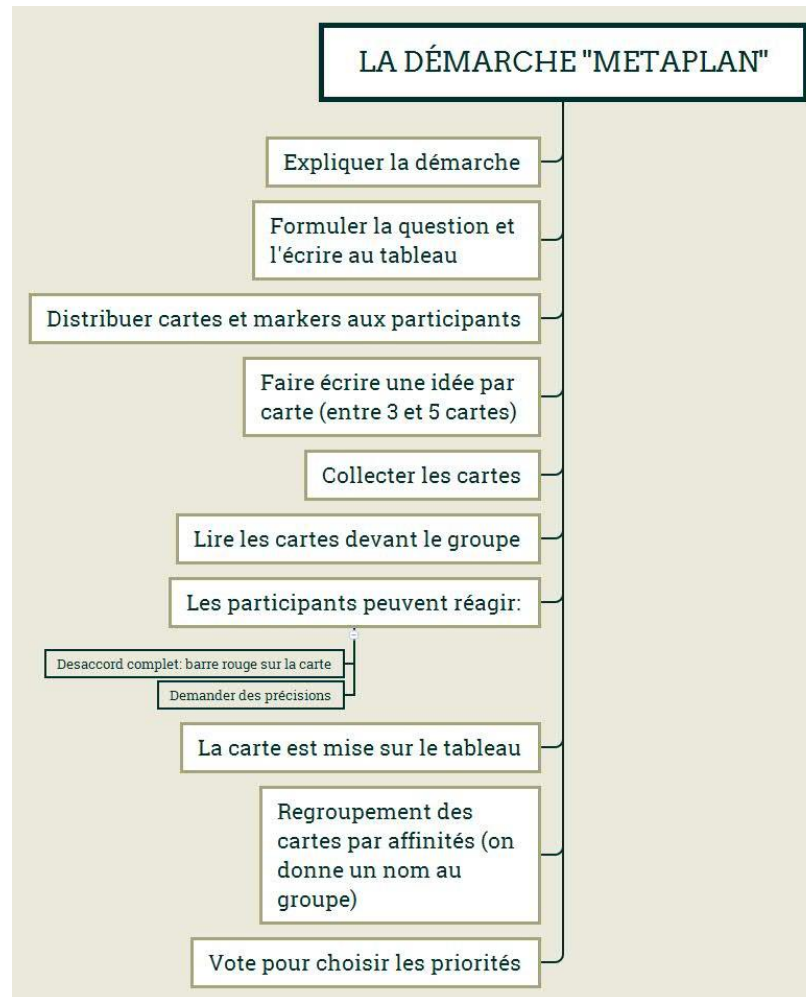 LA DÉMARCHE "METAPLAN"
Expliquer la démarche
Formuler la question et
l'écrire au tableau
Distribuer cartes et markers aux participants
Faire écrire une idée par
carte (entre 3 et 5 cartes)
Collecter les cartes
Lire les cartes devant le groupe
Les participants peuvent réagir:
Desaccord complet: barre rouge sur la carte
Demander des précisions
La carte est mise sur le tableau
Regroupement des
cartes par affinités (on
donne un nom au
groupe)
Vote pour choisir les priorités